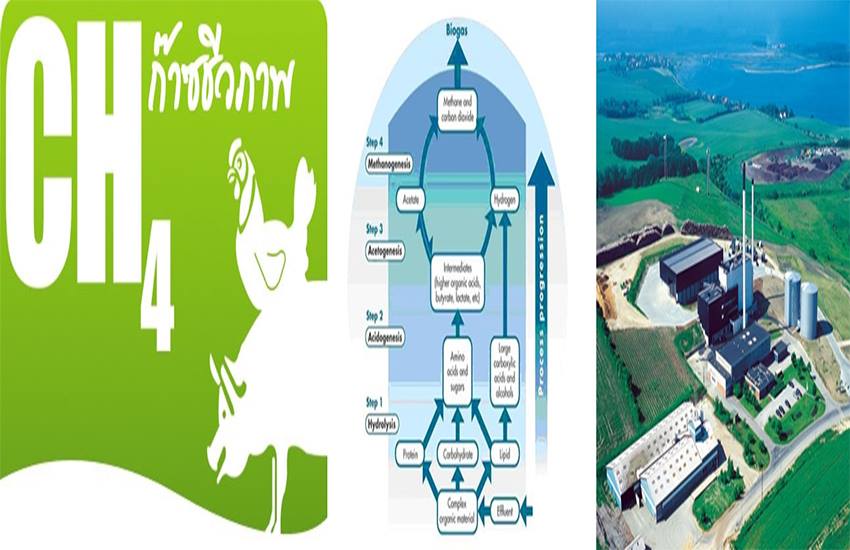 CH4
ก๊าซชีวภาพ
Biogas
Methane and
carbon dioxide
Step 4
Methanogenesis
Acetate
Hydrogen
Step 3
Acetogenesis
Intermediates
(higher organic acids,
butyrate, lactate, etc)
Step 2
Acidogenesis
Amino
acids and
sugars
Large
carboxylic
acids and
alcohols
Step 1
Hydralysis
Protein
Carbohydrate
Lipid
Complex
organic material
Effluent
Process progression